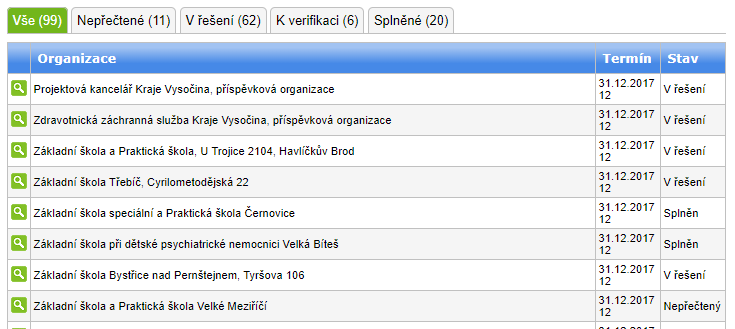 Vše (99) Nepřečtené (11) V řešení (62) K verifikaci (6) Splněné (20)
Organizace Termín Stav
Projektová kancelář Kraje Vysočina, příspěvková organizace 31.12.2017 V řešení
12
Zdravotnická záchranná služba Kraje Vysočina, příspěvková organizace 31.12.2017 V řešení
12
Základní škola a Praktická škola, U Trojice 2104, Havlíčkův Brod 31.12.2017 V řešení
12
Základní škola Třebíč, Cyrilometodějská 22 31.12.2017 V řešení
12
Základní škola speciální a Praktická škola Černovice 31.12.2017 Splněn
12
Základní škola při dětské psychiatrické nemocnici Velká Bíteš 31.12.2017 Splněn
12
Základní škola Bystřice nad Pernštejnem, Tyršova 106 31.12.2017 V řešení
12
Základní škola a Praktická škola Velké Meziříčí 31.12.2017 Nepřečtený
12